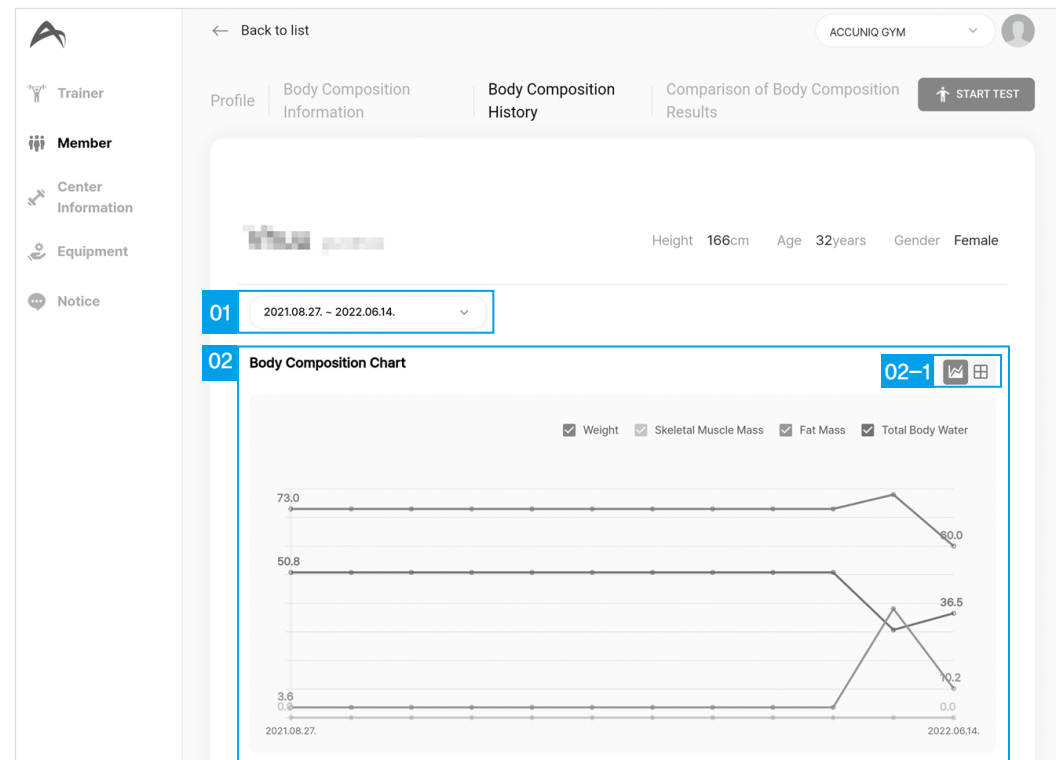 Back to list
ACCUNIQ GYM
Trainer
Member
Center
Information
Equipment
Notice
Profile
Body Composition
Information
Body Composition
History
Comparison of Body Composition
Results
START TEST
Height 166cm Age 32years Gender Female
01
2021.08.27. ~ 2022.06.14.
02
Body Composition Chart
02–1
Weight Skeletal Muscle Mass Fat Mass Total Body Water
73.0
60.0
50.8
36.5
10.2
3.6
0.0
0.0
2021.08.27.
2022.06.14.